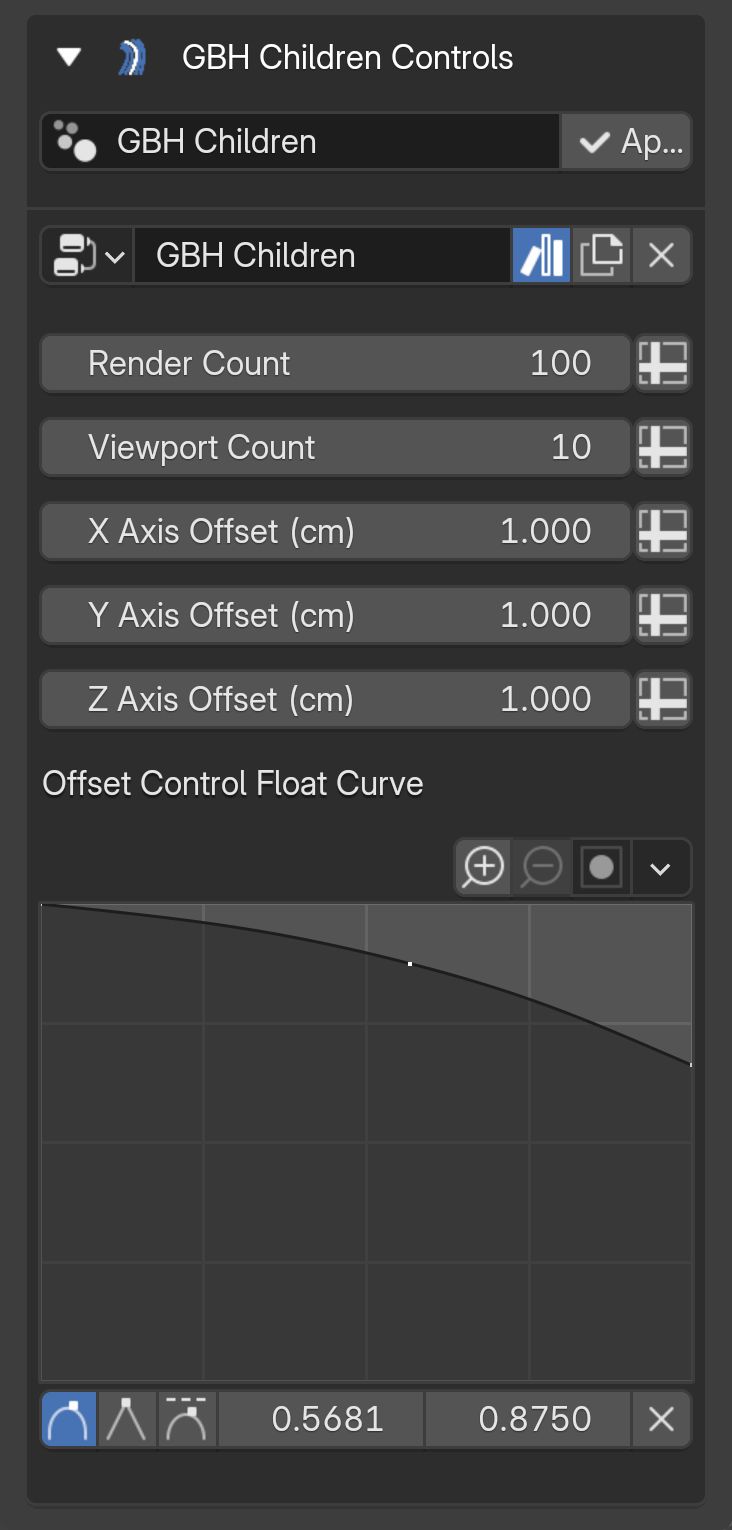 GBH Children Controls
GBH Children Ap...
GBH Children
Render Count 100
Viewport Count 10
X Axis Offset (cm) 1.000
Y Axis Offset (cm) 1.000
Z Axis Offset (cm) 1.000
Offset Control Float Curve
0.5681 0.8750